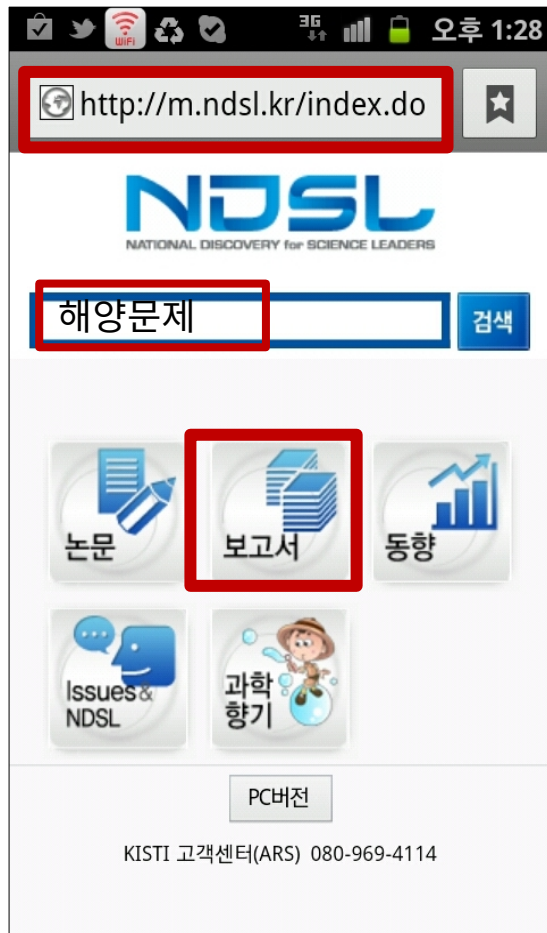 WiFi 3G 오후 1:28
http://m.ndsl.kr/index.do
NDSL
NATIONAL DISCOVERY for SCIENCE LEADERS
해양문제 검색
논문 보고서 동향
Issues& NDSL
과학 향기
PC버전
KISTI 고객센터(ARS) 080-969-4114